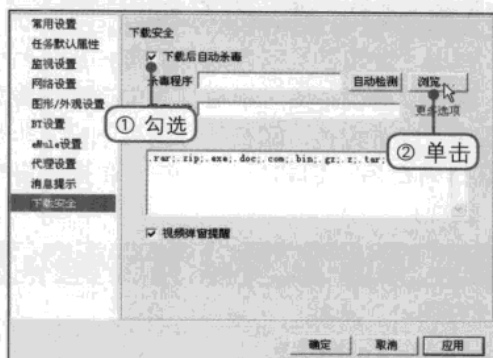 常用设置
任务默认属性
监视设置
网络设置
图形/外观设置
BT设置
eMule设置
代理设置
消息提示
下载安全
下载安全
下载后自动杀毒
杀毒程序
自动检测
浏览...
更多选项
① 勾选
② 单击
.rar;.zip;.exe;.doc;.com;.bin;.gz;.z;.tar;
视频弹窗提醒
确定
取消
应用